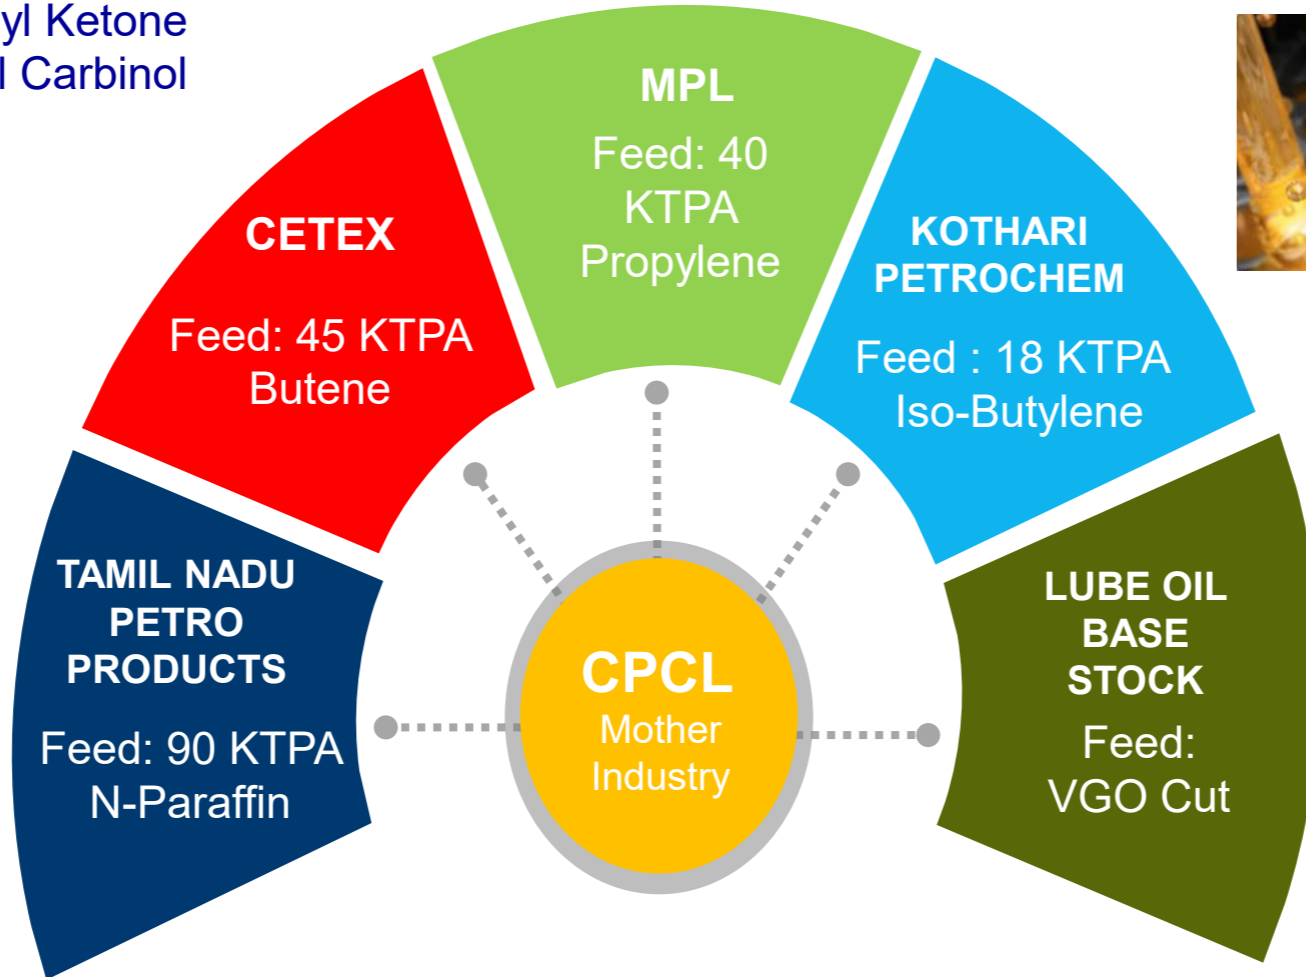 yl Ketone
l Carbinol
MPL
Feed: 40
KTPA
Propylene
CETEX
Feed: 45 KTPA
Butene
KOTHARI
PETROCHEM
Feed : 18 KTPA
Iso-Butylene
TAMIL NADU
PETRO
PRODUCTS
Feed: 90 KTPA
N-Paraffin
CPCL
Mother
Industry
LUBE OIL
BASE
STOCK
Feed:
VGO Cut